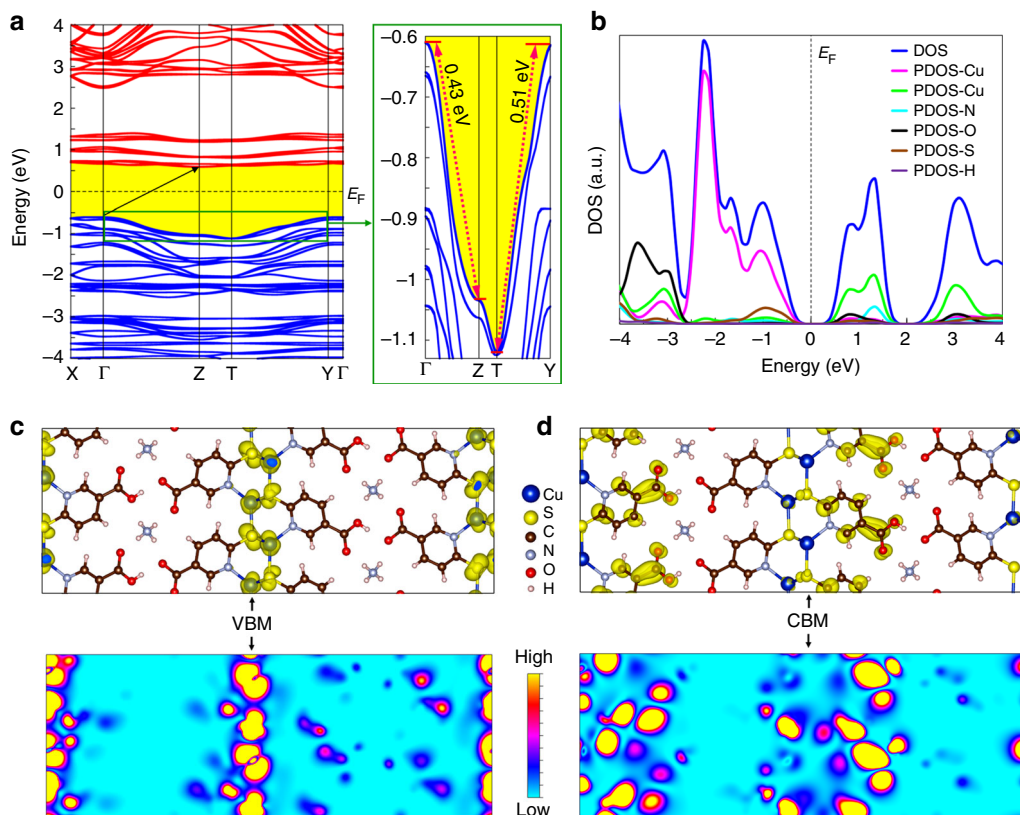 a
Energy (eV)
4
3
2
1
0
−1
−2
−3
−4
X Γ Z T Y Γ
E_F
−0.6
−0.7
−0.8
−0.9
−1
−1.1
0.43 eV
0.51 eV
Γ Z T Y
b
DOS (a.u.)
E_F
DOS
PDOS-Cu
PDOS-Cu
PDOS-N
PDOS-O
PDOS-S
PDOS-H
−4 −3 −2 −1 0 1 2 3 4
Energy (eV)
c
Cu
S
C
N
O
H
VBM
High
Low
d
CBM